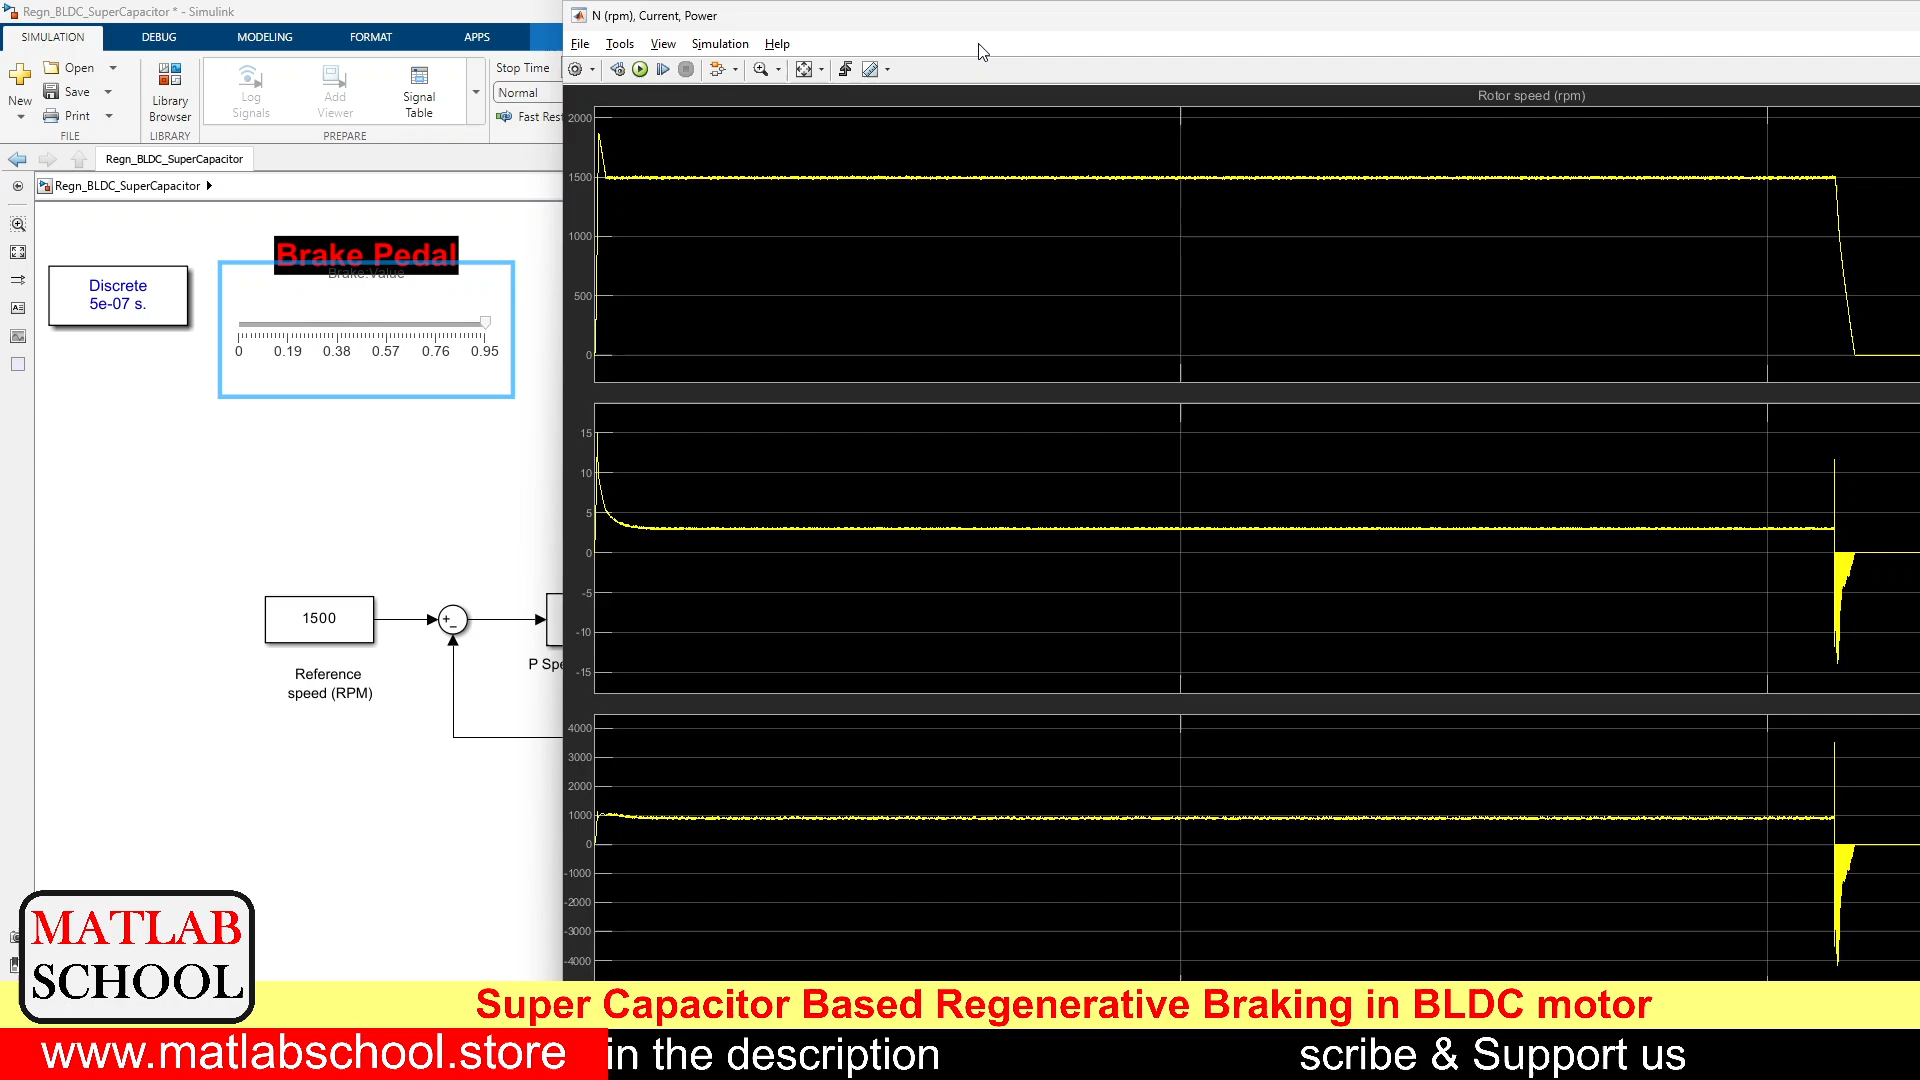 Regn_BLDC_SuperCapacitor * - Simulink
SIMULATION DEBUG MODELING FORMAT APPS
New
Open
Save
Print
FILE
Library
Browser
LIBRARY
Log
Signals
Add
Viewer
Signal
Table
PREPARE
Stop Time
Normal
Fast Rest
Regn_BLDC_SuperCapacitor
Regn_BLDC_SuperCapacitor
Discrete
5e-07 s.
Brake Pedal
Brake:Value
0 0.19 0.38 0.57 0.76 0.95
1500
Reference
speed (RPM)
+
_
P Spe
N (rpm), Current, Power
File Tools View Simulation Help
Rotor speed (rpm)
2000
1500
1000
500
0
15
10
5
0
-5
-10
-15
4000
3000
2000
1000
0
-1000
-2000
-3000
-4000
MATLAB
SCHOOL
Super Capacitor Based Regenerative Braking in BLDC motor
www.matlabschool.store
in the description
scribe & Support us